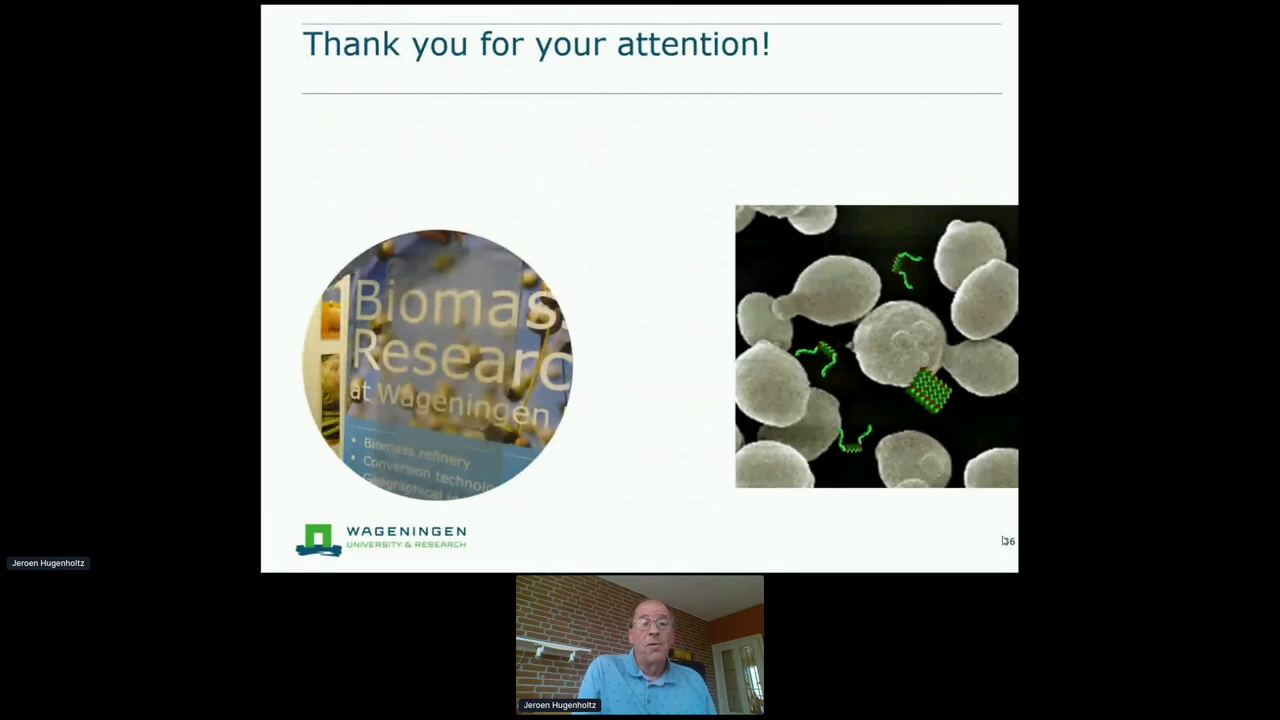 Thank you for your attention!
Biomass
Researc
at Wageningen
• Biomass refinery
• Conversion technolo
Geographical
WAGENINGEN
UNIVERSITY & RESEARCH
36
Jeroen Hugenholtz
Jeroen Hugenholtz